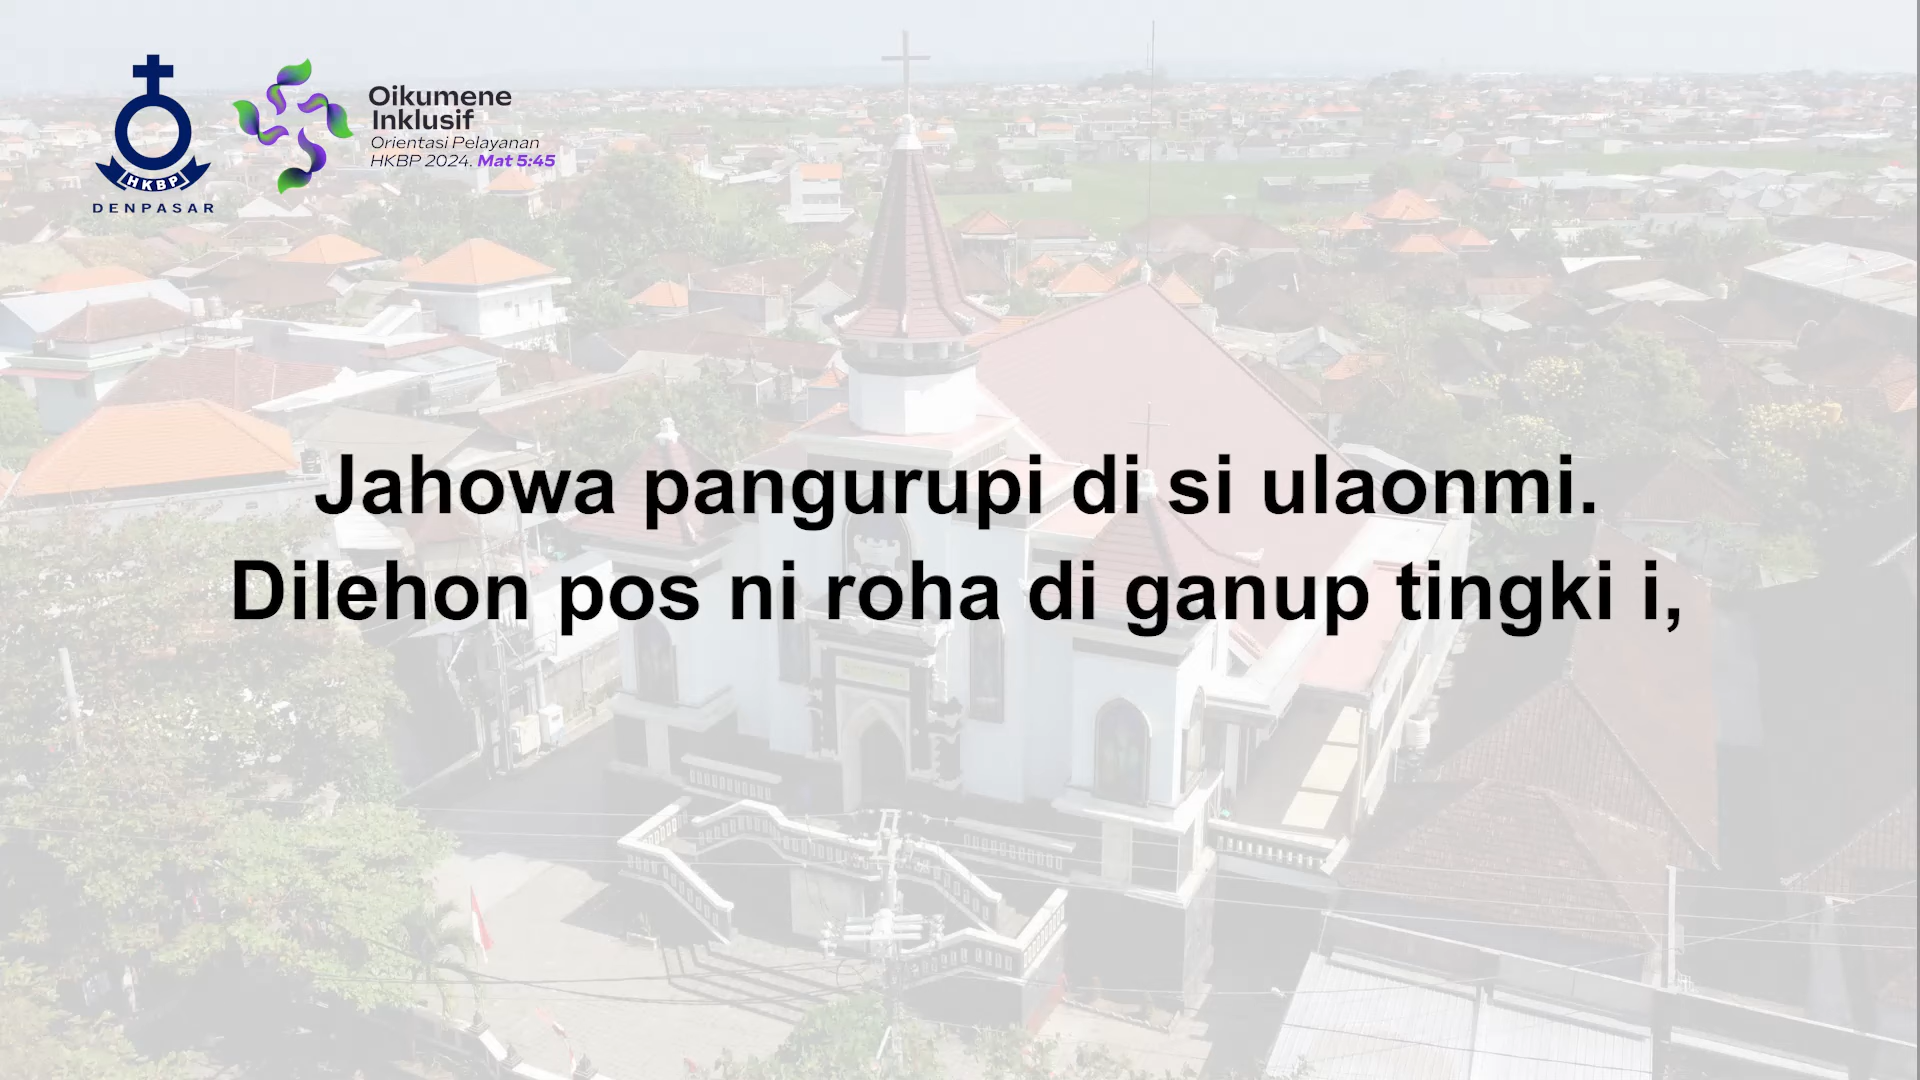 HKBP
DENPASAR
Oikumene
Inklusif
Orientasi Pelayanan
HKBP 2024. Mat 5:45
Jahowa pangurupi di si ulaonmi.
Dilehon pos ni roha di ganup tingki i,